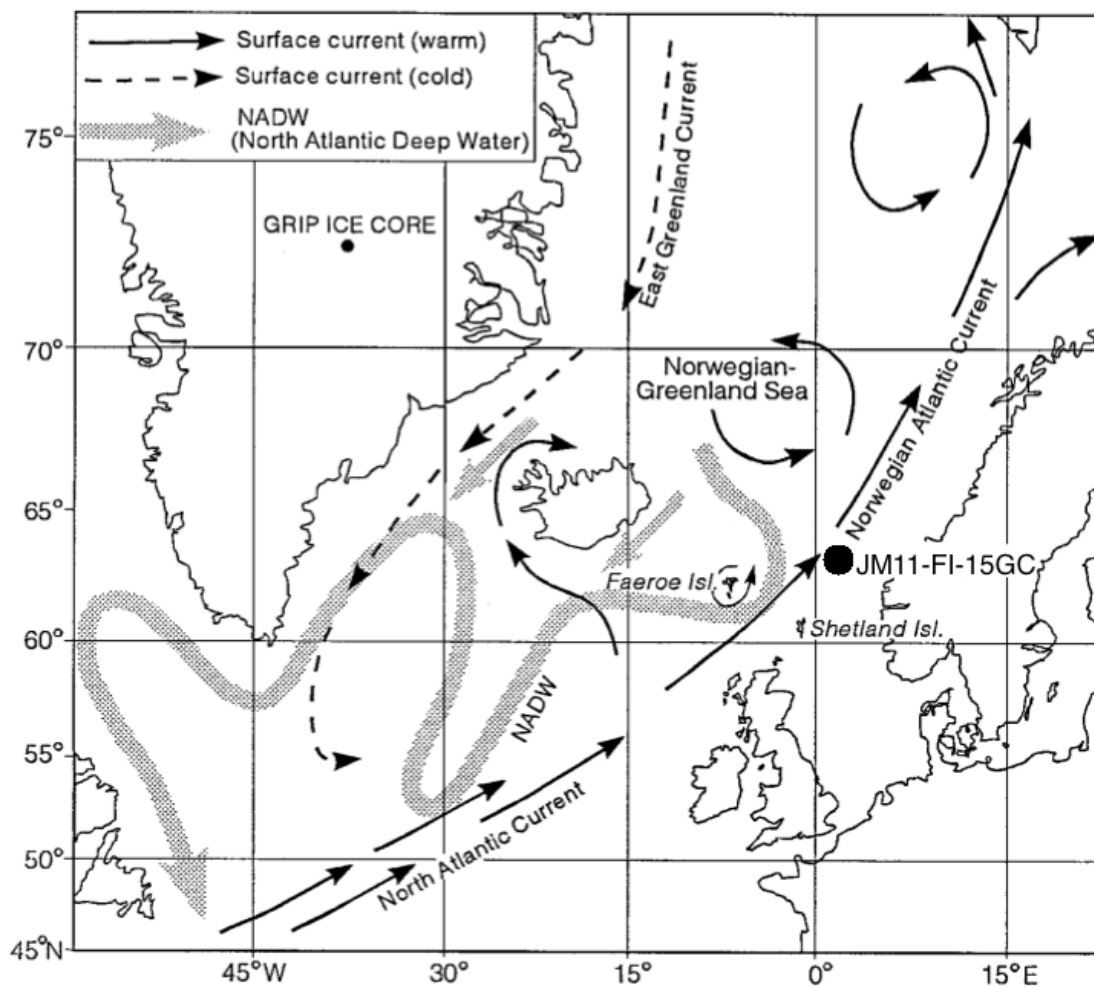 Surface current (warm)
Surface current (cold)
NADW
(North Atlantic Deep Water)
75°
GRIP ICE CORE
East Greenland Current
70°
Norwegian-
Greenland Sea
Norwegian Atlantic Current
65°
JM11-FI-15GC
Faeroe Isl.
Shetland Isl.
60°
NADW
55°
North Atlantic Current
50°
45°N
45°W
30°
15°
0°
15°E